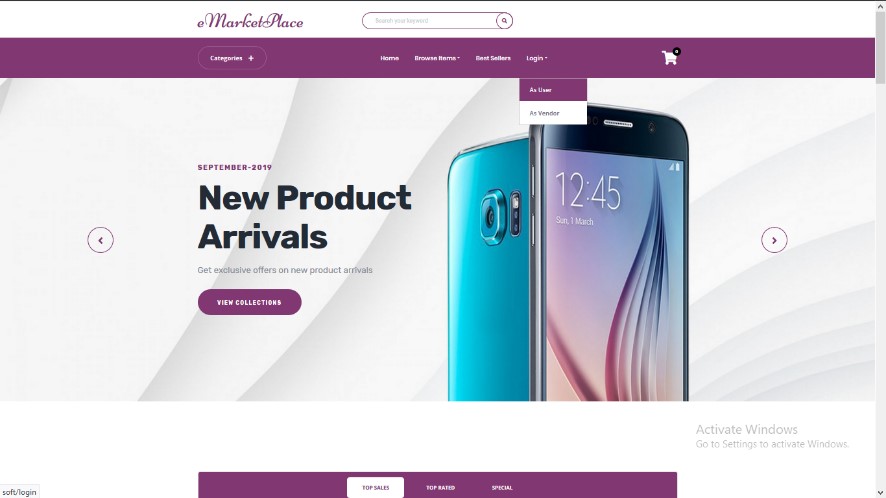 eMarketPlace
Search your keyword
Categories +
Home
Browse Items
Best Sellers
Login
0
As User
As Vendor
SEPTEMBER-2019
New Product
Arrivals
Get exclusive offers on new product arrivals
VIEW COLLECTIONS
12:45
Sun, 1 March
Activate Windows
Go to Settings to activate Windows.
TOP SALES
TOP RATED
SPECIAL
soft/login